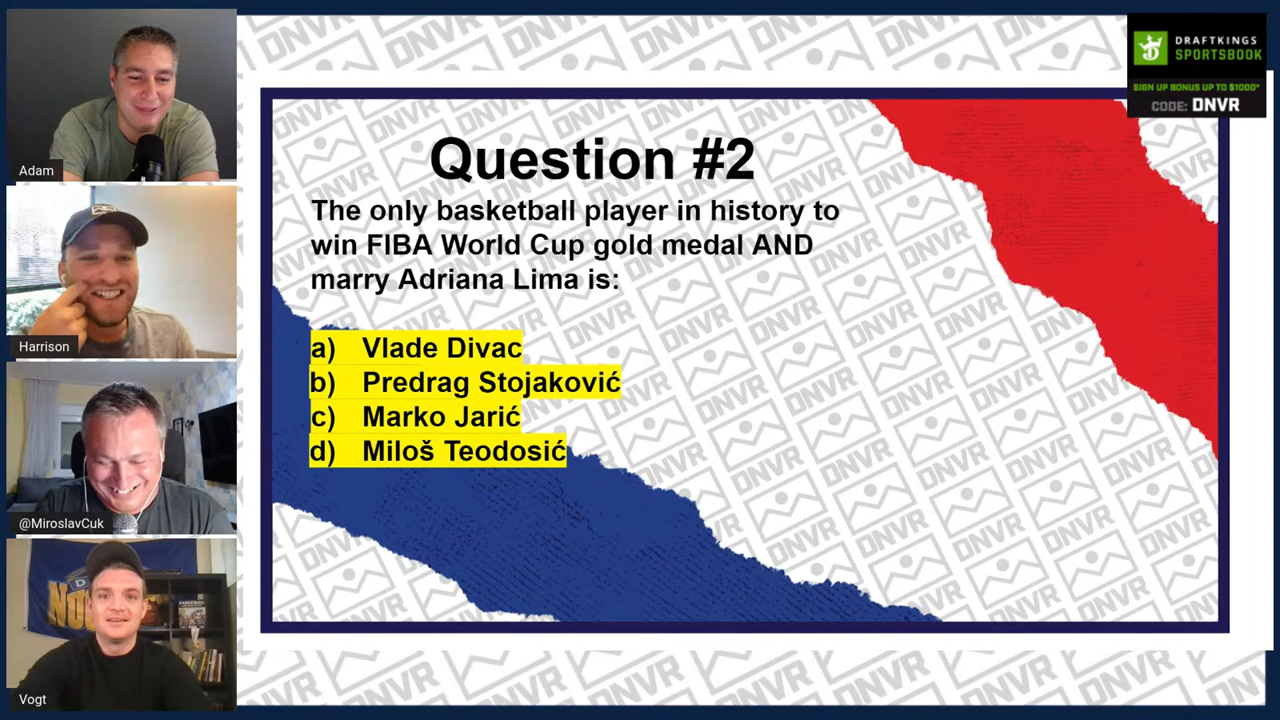 DRAFTKINGS
SPORTSBOOK
SIGN UP BONUS UP TO $1000*
CODE: DNVR
Question #2
The only basketball player in history to
win FIBA World Cup gold medal AND
marry Adriana Lima is:
a) Vlade Divac
b) Predrag Stojaković
c) Marko Jarić
d) Miloš Teodosić
Adam
Harrison
@MiroslavCuk
Vogt
DNVR